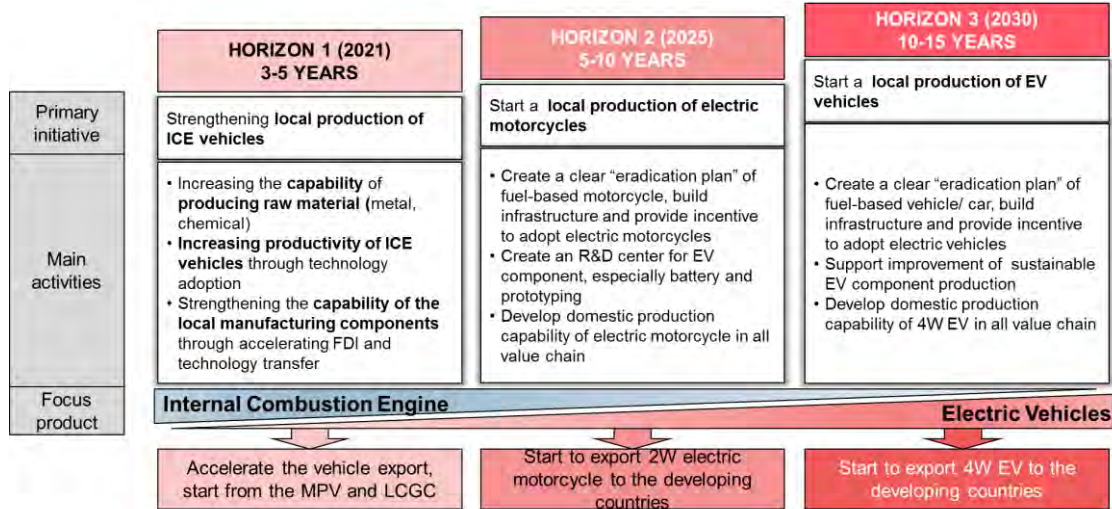 HORIZON 1 (2021)
3-5 YEARS
HORIZON 2 (2025)
5-10 YEARS
HORIZON 3 (2030)
10-15 YEARS
Primary
initiative
Strengthening local production of
ICE vehicles
Start a local production of electric
motorcycles
Start a local production of EV
vehicles
Main
activities
• Increasing the capability of
producing raw material (metal,
chemical)
• Increasing productivity of ICE
vehicles through technology
adoption
• Strengthening the capability of the
local manufacturing components
through accelerating FDI and
technology transfer
• Create a clear “eradication plan” of
fuel-based motorcycle, build
infrastructure and provide incentive
to adopt electric motorcycles
• Create an R&D center for EV
component, especially battery and
prototyping
• Develop domestic production
capability of electric motorcycle in all
value chain
• Create a clear “eradication plan” of
fuel-based vehicle/ car, build
infrastructure and provide incentive
to adopt electric vehicles
• Support improvement of sustainable
EV component production
• Develop domestic production
capability of 4W EV in all value chain
Focus
product
Internal Combustion Engine
Electric Vehicles
Accelerate the vehicle export,
start from the MPV and LCGC
Start to export 2W electric
motorcycle to the developing
countries
Start to export 4W EV to the
developing countries